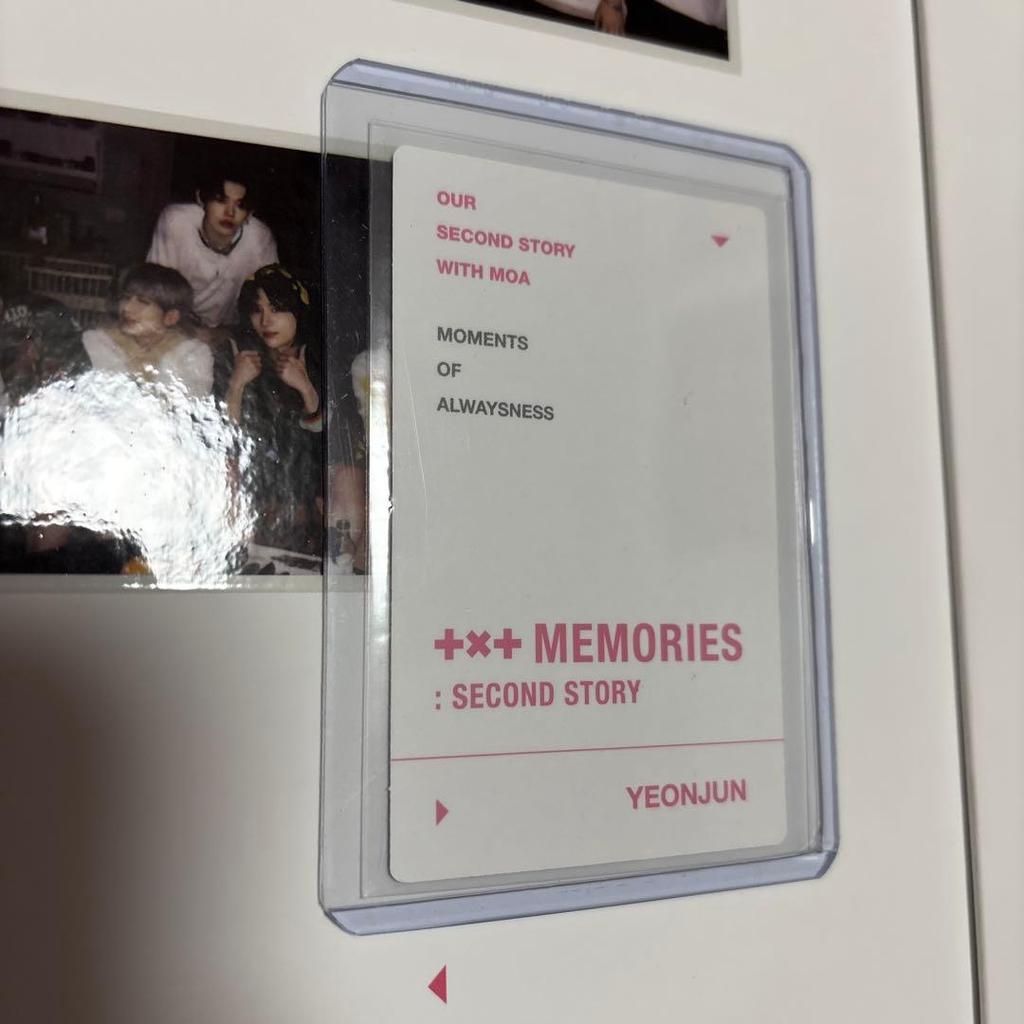 OUR
SECOND STORY
WITH MOA
MOMENTS
OF
ALWAYSNESS
+×+ MEMORIES
: SECOND STORY
YEONJUN